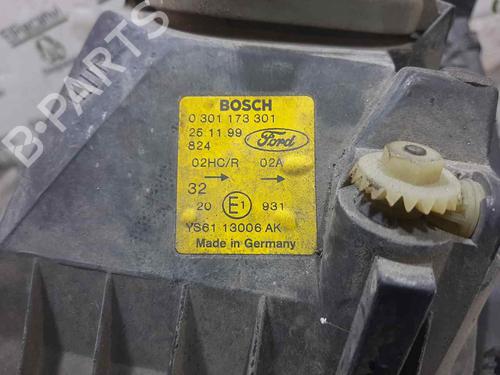 B-PARTS
BOSCH
0 301 173 301
25 11 99
Ford
824
02HC/R 02A
32
20 E1 931
YS61 13006 AK
Made in Germany